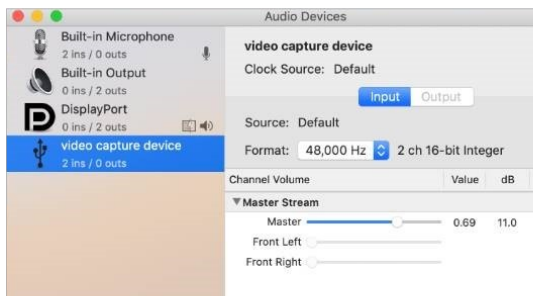 Audio Devices
Built-in Microphone
2 ins / 0 outs
Built-in Output
0 ins / 2 outs
DisplayPort
0 ins / 2 outs
video capture device
2 ins / 0 outs
video capture device
Clock Source: Default
Input Output
Source: Default
Format: 48,000 Hz 2 ch 16-bit Integer
Channel Volume Value dB
Master Stream
Master 0.69 11.0
Front Left
Front Right